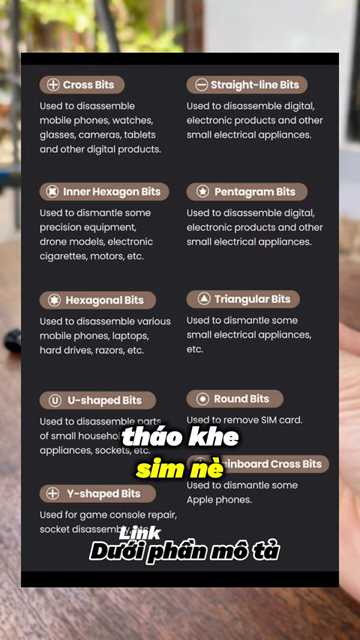 Cross Bits
Used to disassemble
mobile phones, watches,
glasses, cameras, tablets
and other digital products.
Straight-line Bits
Used to disassemble digital,
electronic products and other
small electrical appliances.
Inner Hexagon Bits
Used to dismantle some
precision equipment,
drone models, electronic
cigarettes, motors, etc.
Pentagram Bits
Used to disassemble digital,
electronic products and other
small electrical appliances.
Hexagonal Bits
Used to disassemble various
mobile phones, laptops,
hard drives, razors, etc.
Triangular Bits
Used to dismantle some
small electrical appliances,
etc.
U-shaped Bits
Used to disassemble parts
of small
appliances, sockets, etc.
Round Bits
Used to remove SIM card.
Cross Bits
Used to dismantle some
Apple phones.
Y-shaped Bits
Used for game console repair,
socket
tháo khe
sim nè
Link
Dưới phần mô tả